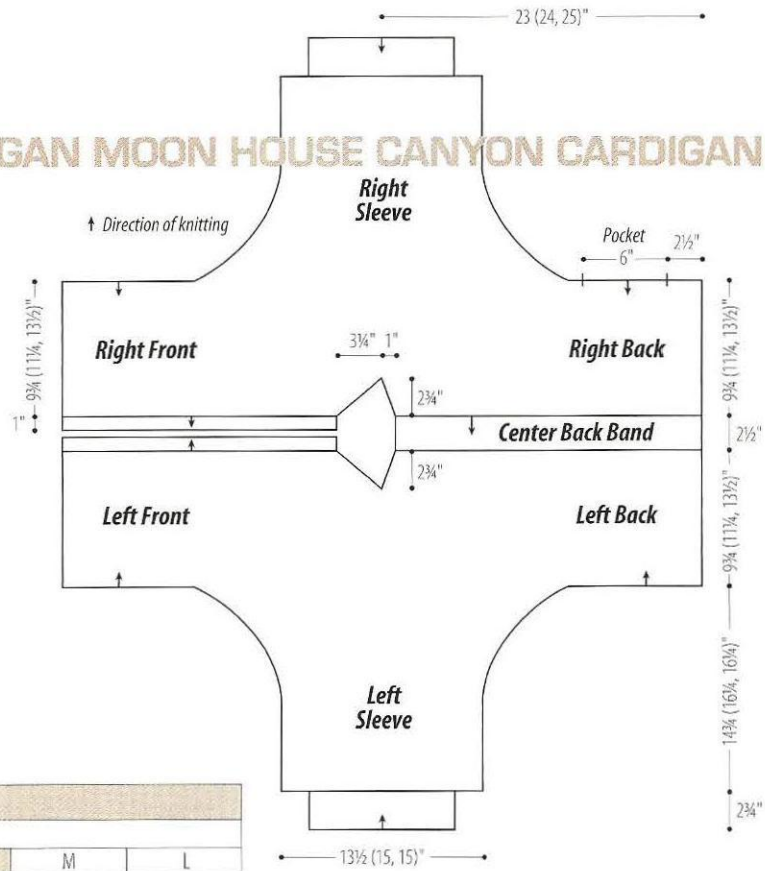 23 (24, 25)"
GAN MOON HOUSE CANYON CARDIGAN
Right
Sleeve
Direction of knitting
Pocket
6"
2½"
9¾ (11¼, 13½)"
Right Front
3¼" 1"
Right Back
9¾ (11¼, 13½)"
2¾"
1"
Center Back Band
2½"
2¾"
Left Front
Left Back
9¾ (11¼, 13½)"
Left
Sleeve
14¾ (16¼, 16¼)"
2¾"
M L
13½ (15, 15)"